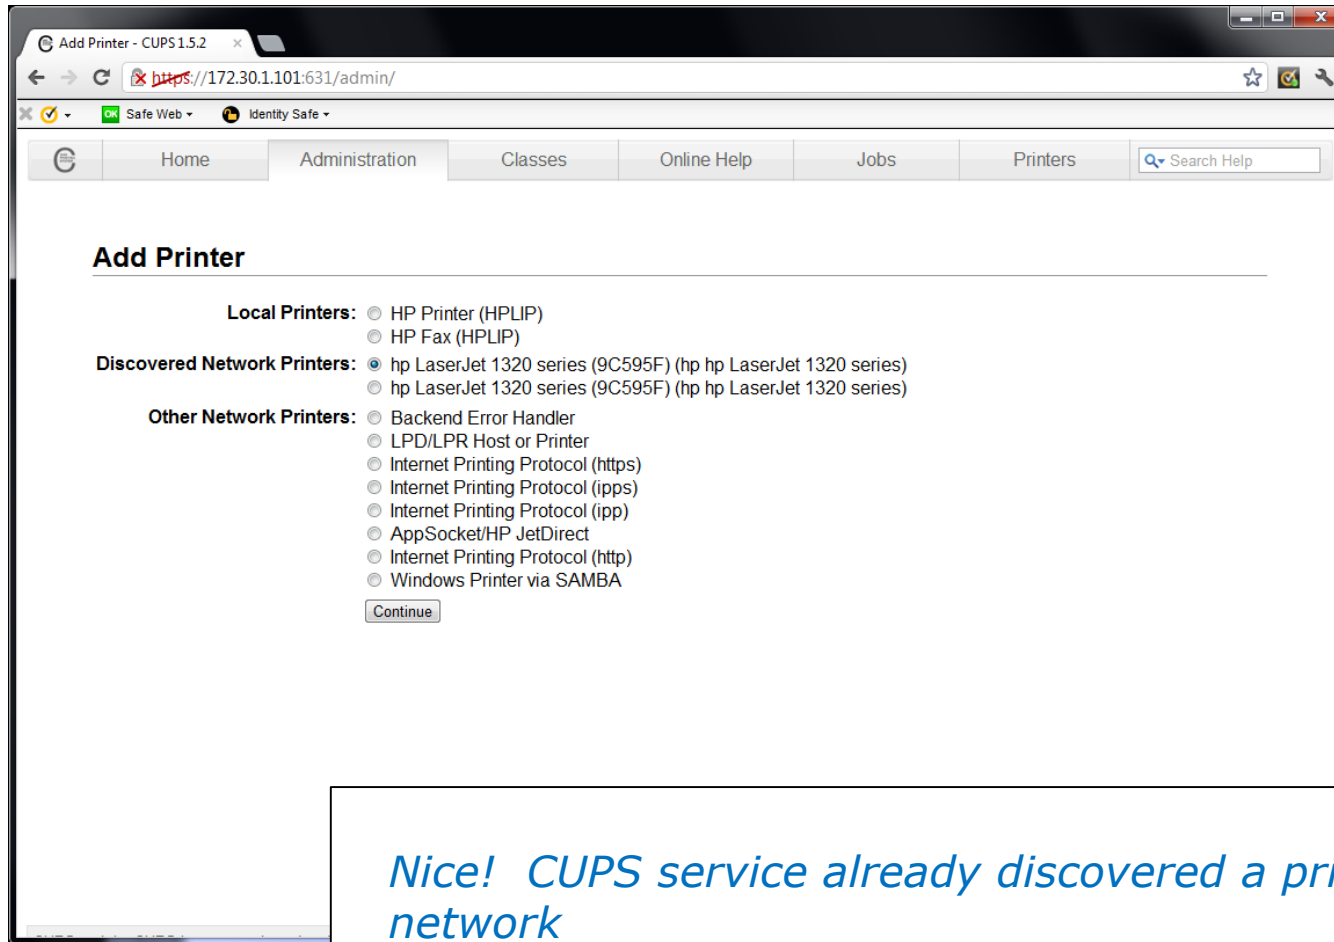 Add Printer - CUPS 1.5.2
https://172.30.1.101:631/admin/
OK Safe Web Identity Safe
Home Administration Classes Online Help Jobs Printers Search Help
Add Printer
Local Printers: HP Printer (HPLIP)
HP Fax (HPLIP)
Discovered Network Printers: hp LaserJet 1320 series (9C595F) (hp hp LaserJet 1320 series)
hp LaserJet 1320 series (9C595F) (hp hp LaserJet 1320 series)
Other Network Printers: Backend Error Handler
LPD/LPR Host or Printer
Internet Printing Protocol (https)
Internet Printing Protocol (ipps)
Internet Printing Protocol (ipp)
AppSocket/HP JetDirect
Internet Printing Protocol (http)
Windows Printer via SAMBA
Continue
Nice! CUPS service already discovered a pri
network